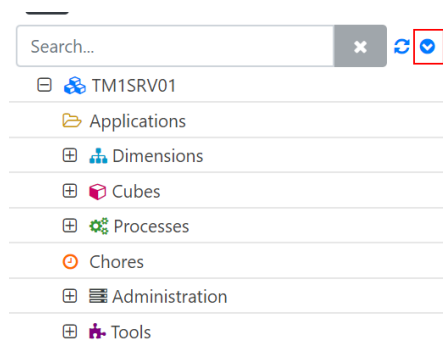 Search...
TM1SRV01
Applications
Dimensions
Cubes
Processes
Chores
Administration
Tools